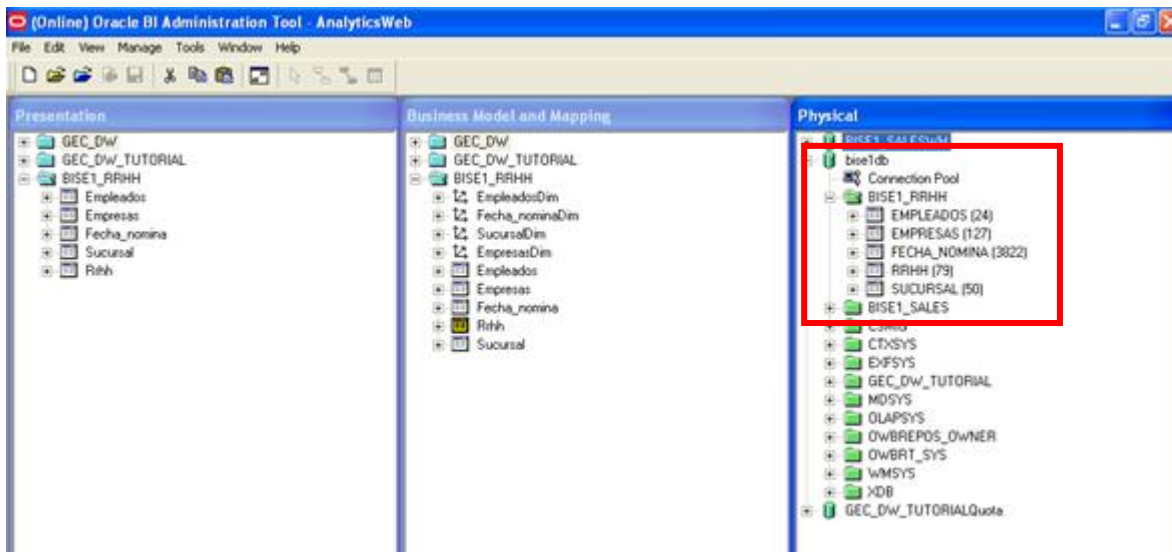 (Online) Oracle BI Administration Tool - AnalyticsWeb
File Edit View Manage Tools Window Help
Presentation
GEC_DW
GEC_DW_TUTORIAL
BISE1_RRHH
Empleados
Empresas
Fecha_nomina
Sucursal
Rrhh
Business Model and Mapping
GEC_DW
GEC_DW_TUTORIAL
BISE1_RRHH
EmpleadosDim
Fecha_nominaDim
SucursalDim
EmpresasDim
Empleados
Empresas
Fecha_nomina
Rrhh
Sucursal
Physical
BISE1_SALESWH
bise1db
Connection Pool
BISE1_RRHH
EMPLEADOS (24)
EMPRESAS (127)
FECHA_NOMINA (3822)
RRHH (79)
SUCURSAL (50)
BISE1_SALES
CSMIG
CTXSYS
EXFSYS
GEC_DW_TUTORIAL
MDSYS
OLAPSYS
OWBREPOS_OWNER
OWBRT_SYS
WMSYS
XDB
GEC_DW_TUTORIALQuota